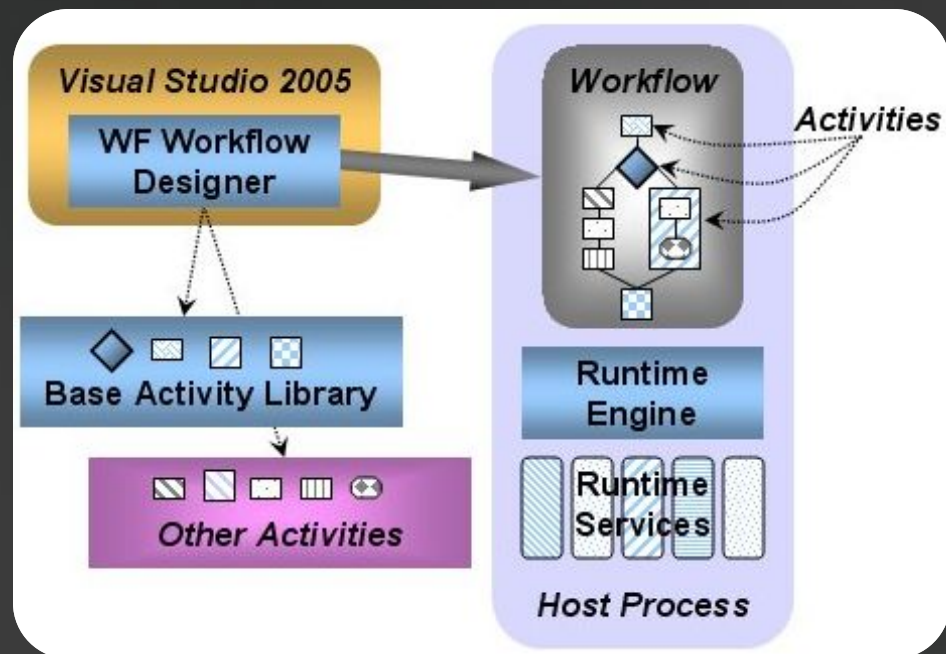 Visual Studio 2005
WF Workflow
Designer
Base Activity Library
Other Activities
Workflow
Activities
Runtime
Engine
Runtime
Services
Host Process